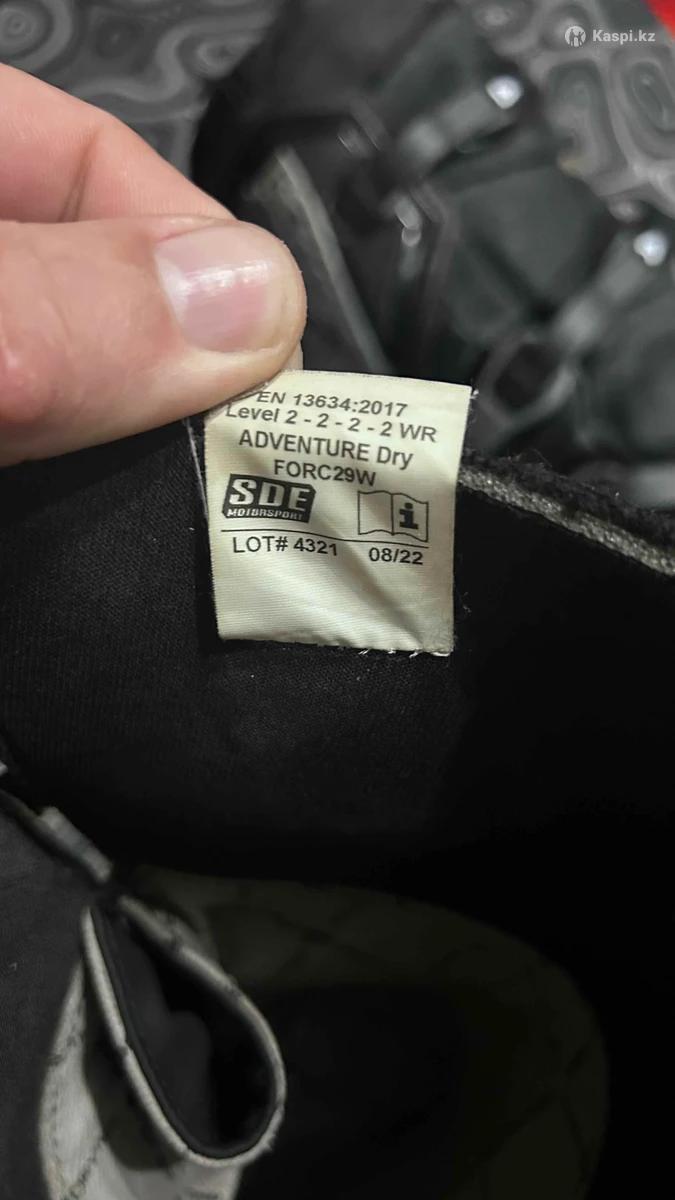 Kaspi.kz
EN 13634:2017
Level 2 - 2 - 2 - 2 WR
ADVENTURE Dry
FORC29W
SDE
MOTORSPORT
i
LOT# 4321 08/22